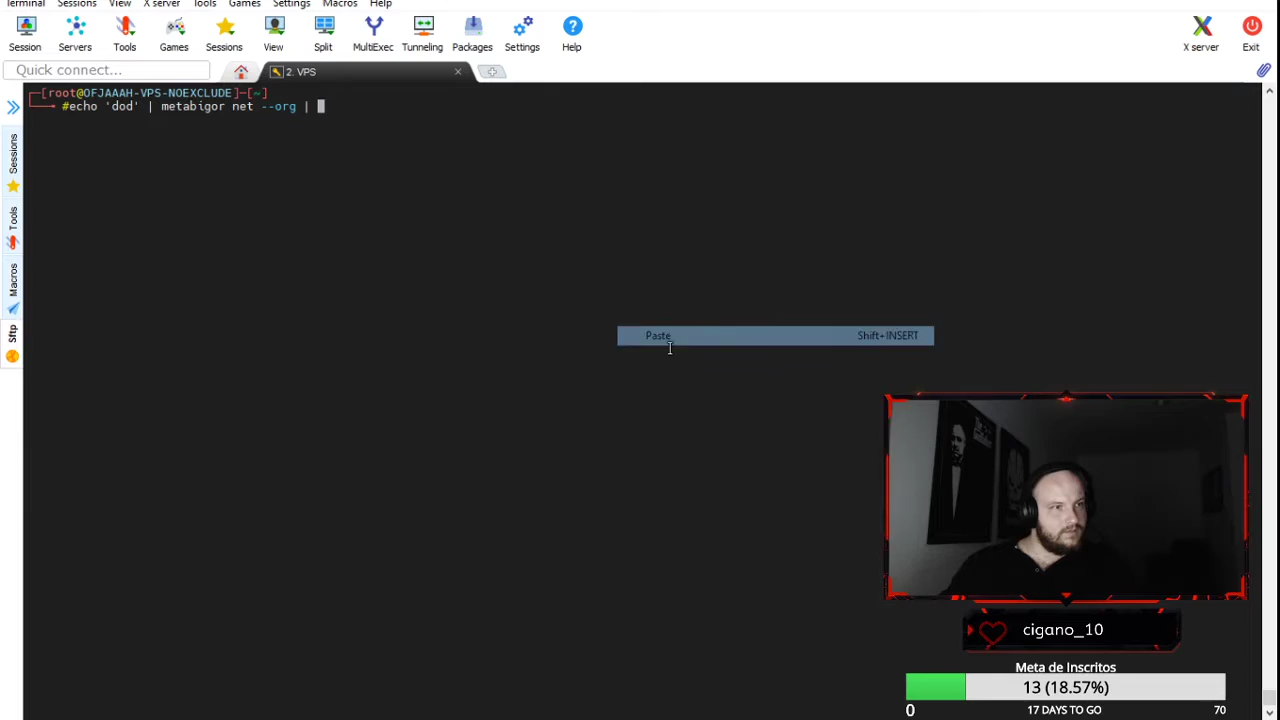 Terminal Sessions View X server Tools Games Settings Macros Help
Session Servers Tools Games Sessions View Split MultiExec Tunneling Packages Settings Help X server Exit
Quick connect...
2. VPS
[root@OFJAAAH-VPS-NOEXCLUDE]-[~]
#echo 'dod' | metabigor net --org |
Sessions
Tools
Macros
Sftp
Paste Shift+INSERT
cigano_10
Meta de Inscritos
13 (18.57%)
0 17 DAYS TO GO 70